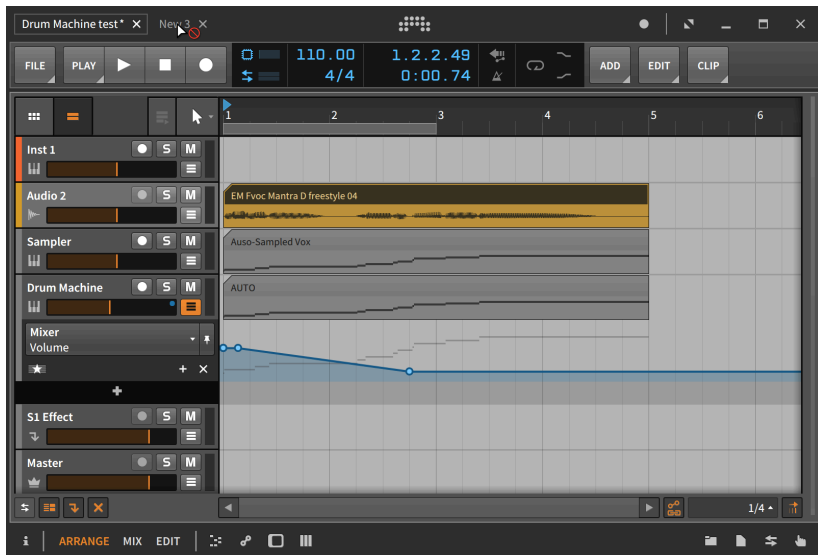 Drum Machine test* New 3
FILE PLAY 110.00 4/4 1.2.2.49 0:00.74 ADD EDIT CLIP
1 2 3 4 5 6
Inst 1 S M
Audio 2 S M
EM Fvoc Mantra D freestyle 04
Sampler S M
Auso-Sampled Vox
Drum Machine S M
AUTO
Mixer
Volume
S1 Effect S M
Master S M
1/4
i ARRANGE MIX EDIT